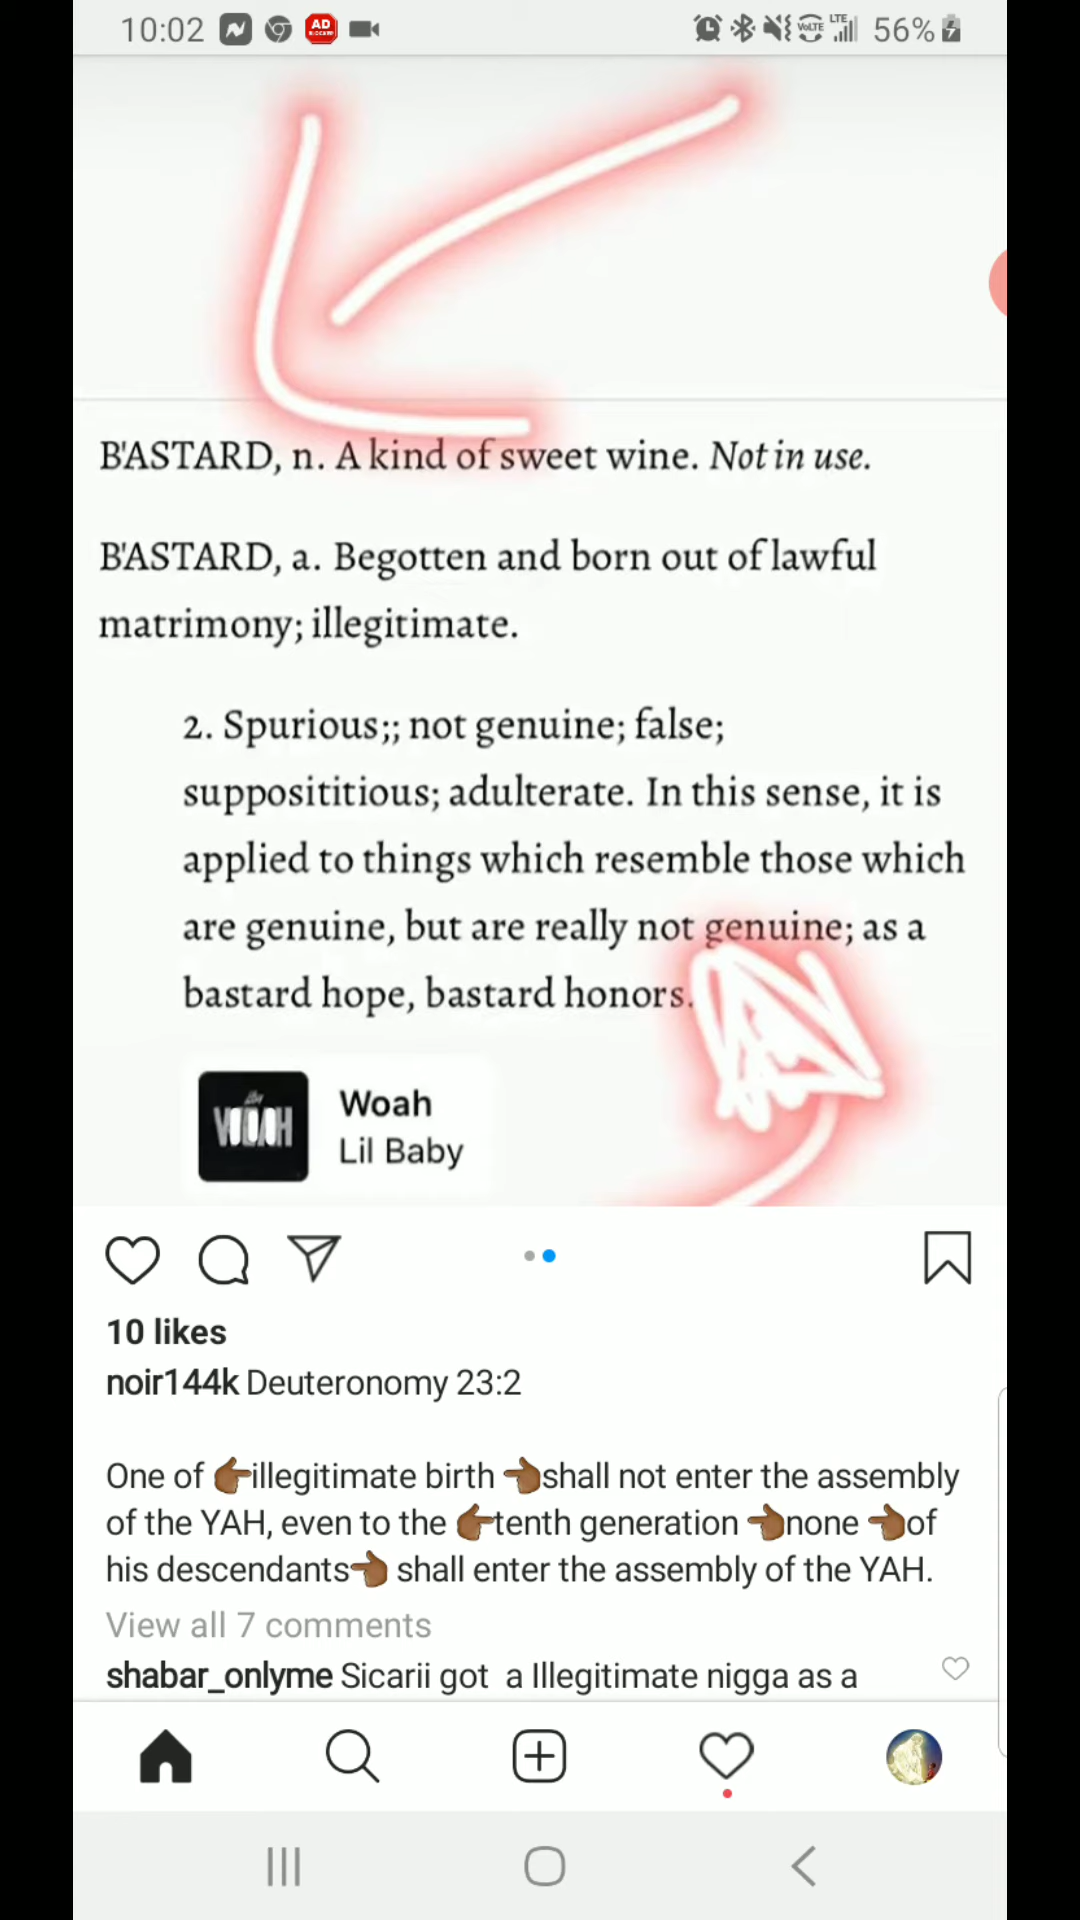 10:02 AD VoLTE LTE 56%
B'ASTARD, n. A kind of sweet wine. Not in use.
B'ASTARD, a. Begotten and born out of lawful
matrimony; illegitimate.
2. Spurious;; not genuine; false;
supposititious; adulterate. In this sense, it is
applied to things which resemble those which
are genuine, but are really not genuine; as a
bastard hope, bastard honors.
WOAH
Woah
Lil Baby
10 likes
noir144k Deuteronomy 23:2
One of 👉🏾illegitimate birth 👈🏾shall not enter the assembly
of the YAH, even to the 👉🏾tenth generation 👈🏾none 👈🏾of
his descendants👈🏾 shall enter the assembly of the YAH.
View all 7 comments
shabar_onlyme Sicarii got a Illegitimate nigga as a